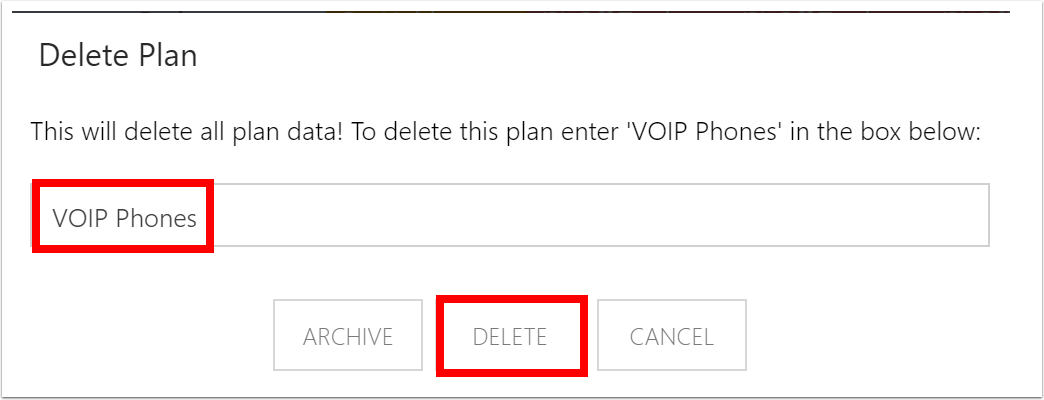 Delete Plan
This will delete all plan data! To delete this plan enter 'VOIP Phones' in the box below:
VOIP Phones
ARCHIVE DELETE CANCEL